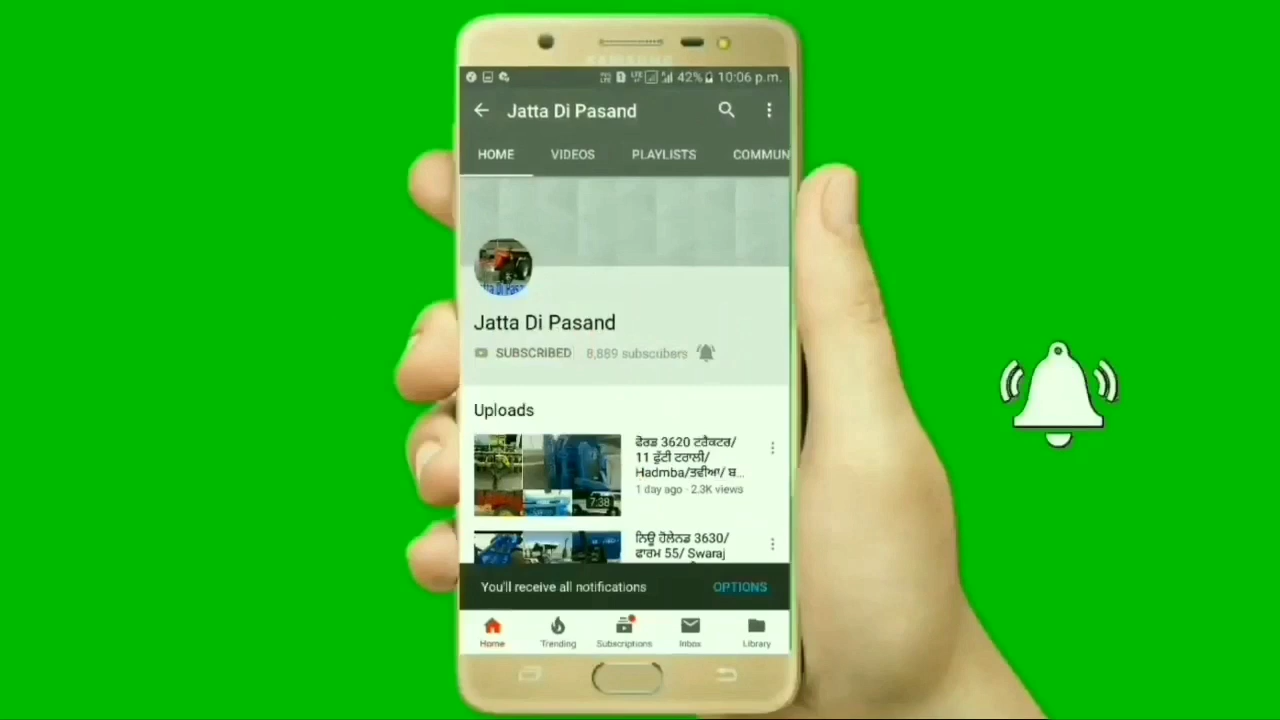 42% 10:06 p.m.
Jatta Di Pasand
HOME VIDEOS PLAYLISTS COMMUN
Jatta Di Pasand
SUBSCRIBED 8,889 subscribers
Uploads
ਫੋਰਡ 3620 ਟਰੈਕਟਰ/
11 ਫੁੱਟੀ ਟਰਾਲੀ/
Hadmba/ਤਵੀਆ/ ਬ...
1 day ago · 2.3K views
7:38
ਨਿਊ ਹੋਲੇਨਡ 3630/
ਫਾਰਮ 55/ Swaraj
You'll receive all notifications OPTIONS
Home Trending Subscriptions Inbox Library